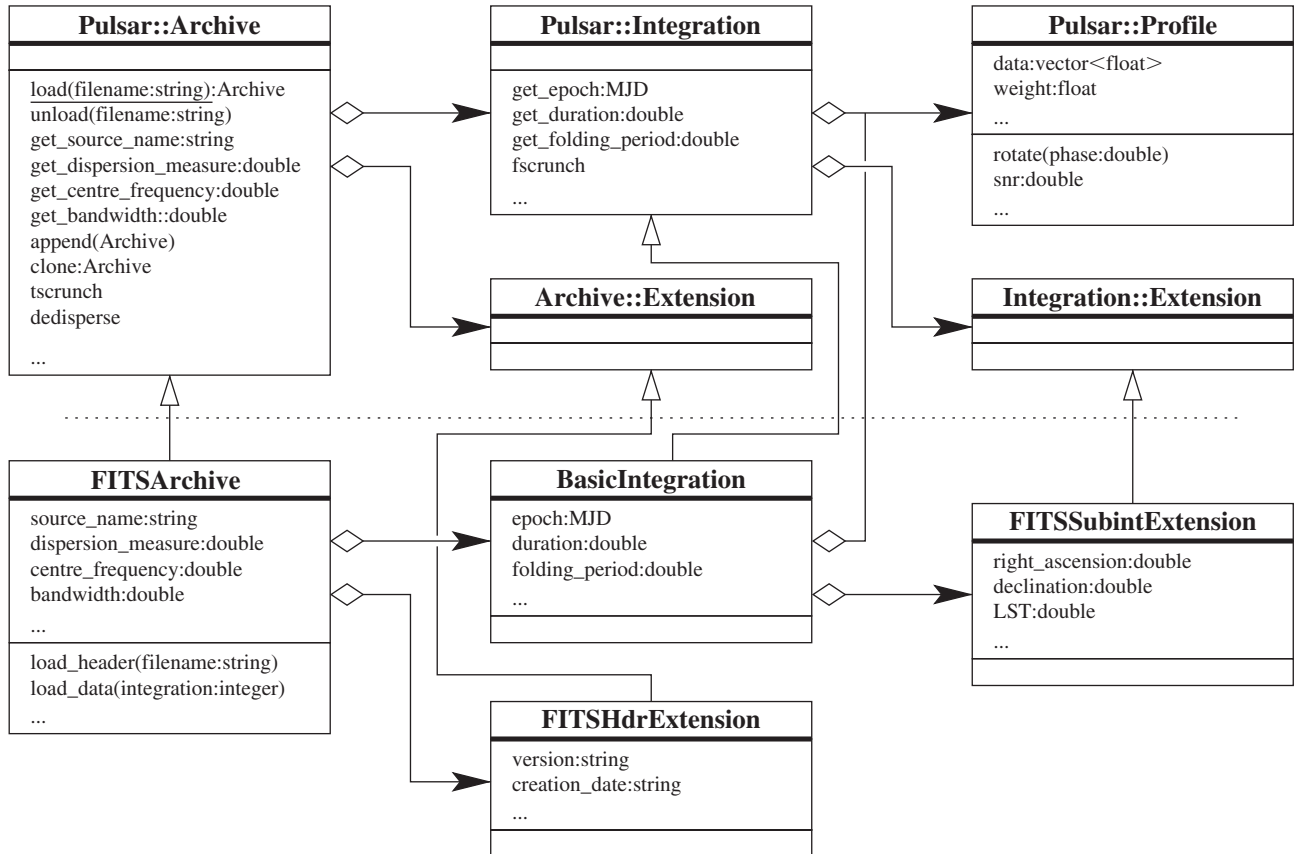 Pulsar::Archive
load(filename:string):Archive
unload(filename:string)
get_source_name:string
get_dispersion_measure:double
get_centre_frequency:double
get_bandwidth::double
append(Archive)
clone:Archive
tscrunch
dedisperse
...
Pulsar::Integration
get_epoch:MJD
get_duration:double
get_folding_period:double
fscrunch
...
Pulsar::Profile
data:vector<float>
weight:float
...
rotate(phase:double)
snr:double
...
Archive::Extension
Integration::Extension
FITSArchive
source_name:string
dispersion_measure:double
centre_frequency:double
bandwidth:double
...
load_header(filename:string)
load_data(integration:integer)
...
BasicIntegration
epoch:MJD
duration:double
folding_period:double
...
FITSSubintExtension
right_ascension:double
declination:double
LST:double
...
FITSHdrExtension
version:string
creation_date:string
...